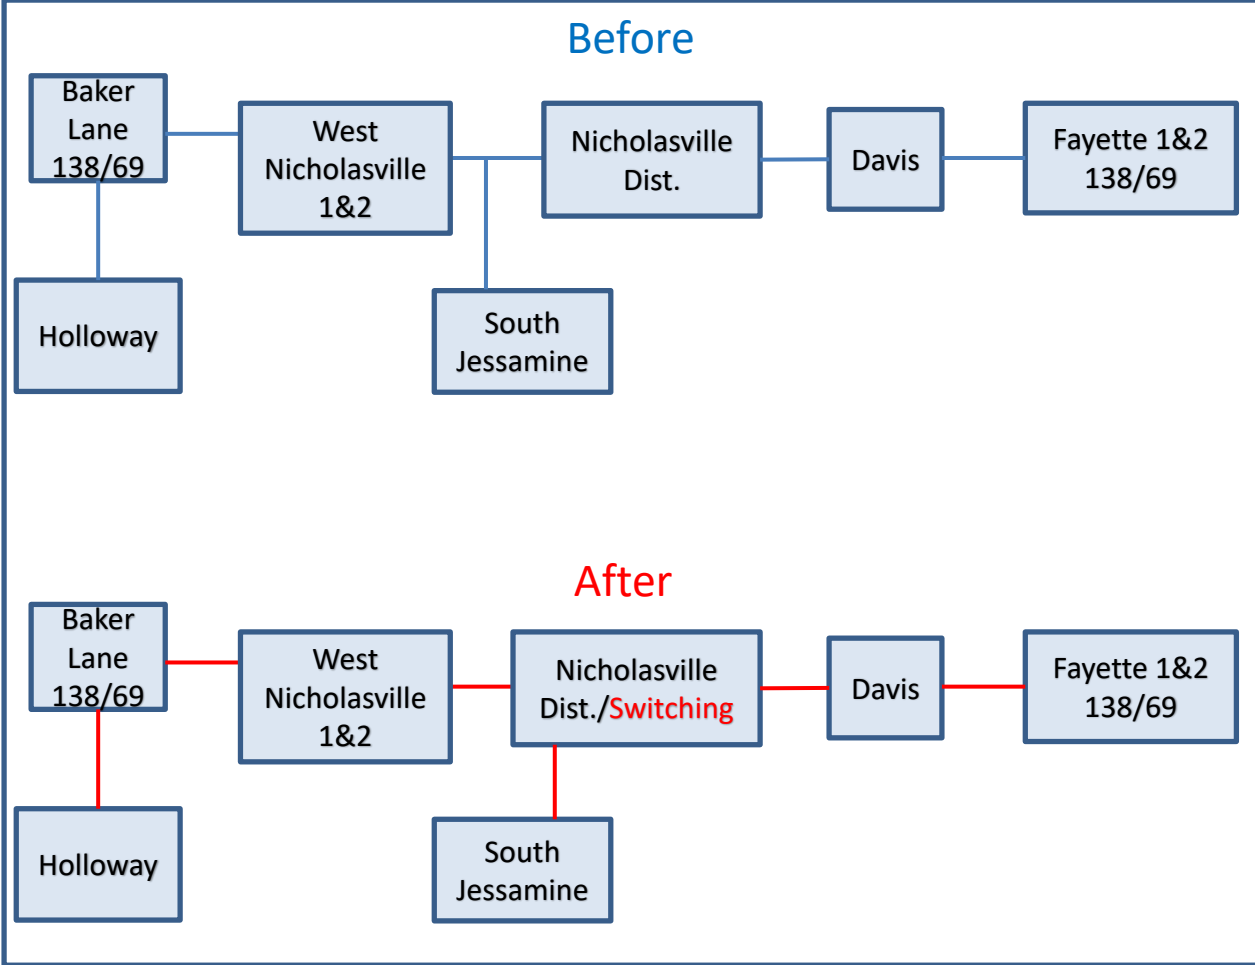 Before
Baker
Lane
138/69
West
Nicholasville
1&2
Nicholasville
Dist.
Davis
Fayette 1&2
138/69
Holloway
South
Jessamine
After
Baker
Lane
138/69
West
Nicholasville
1&2
Nicholasville
Dist./Switching
Davis
Fayette 1&2
138/69
Holloway
South
Jessamine